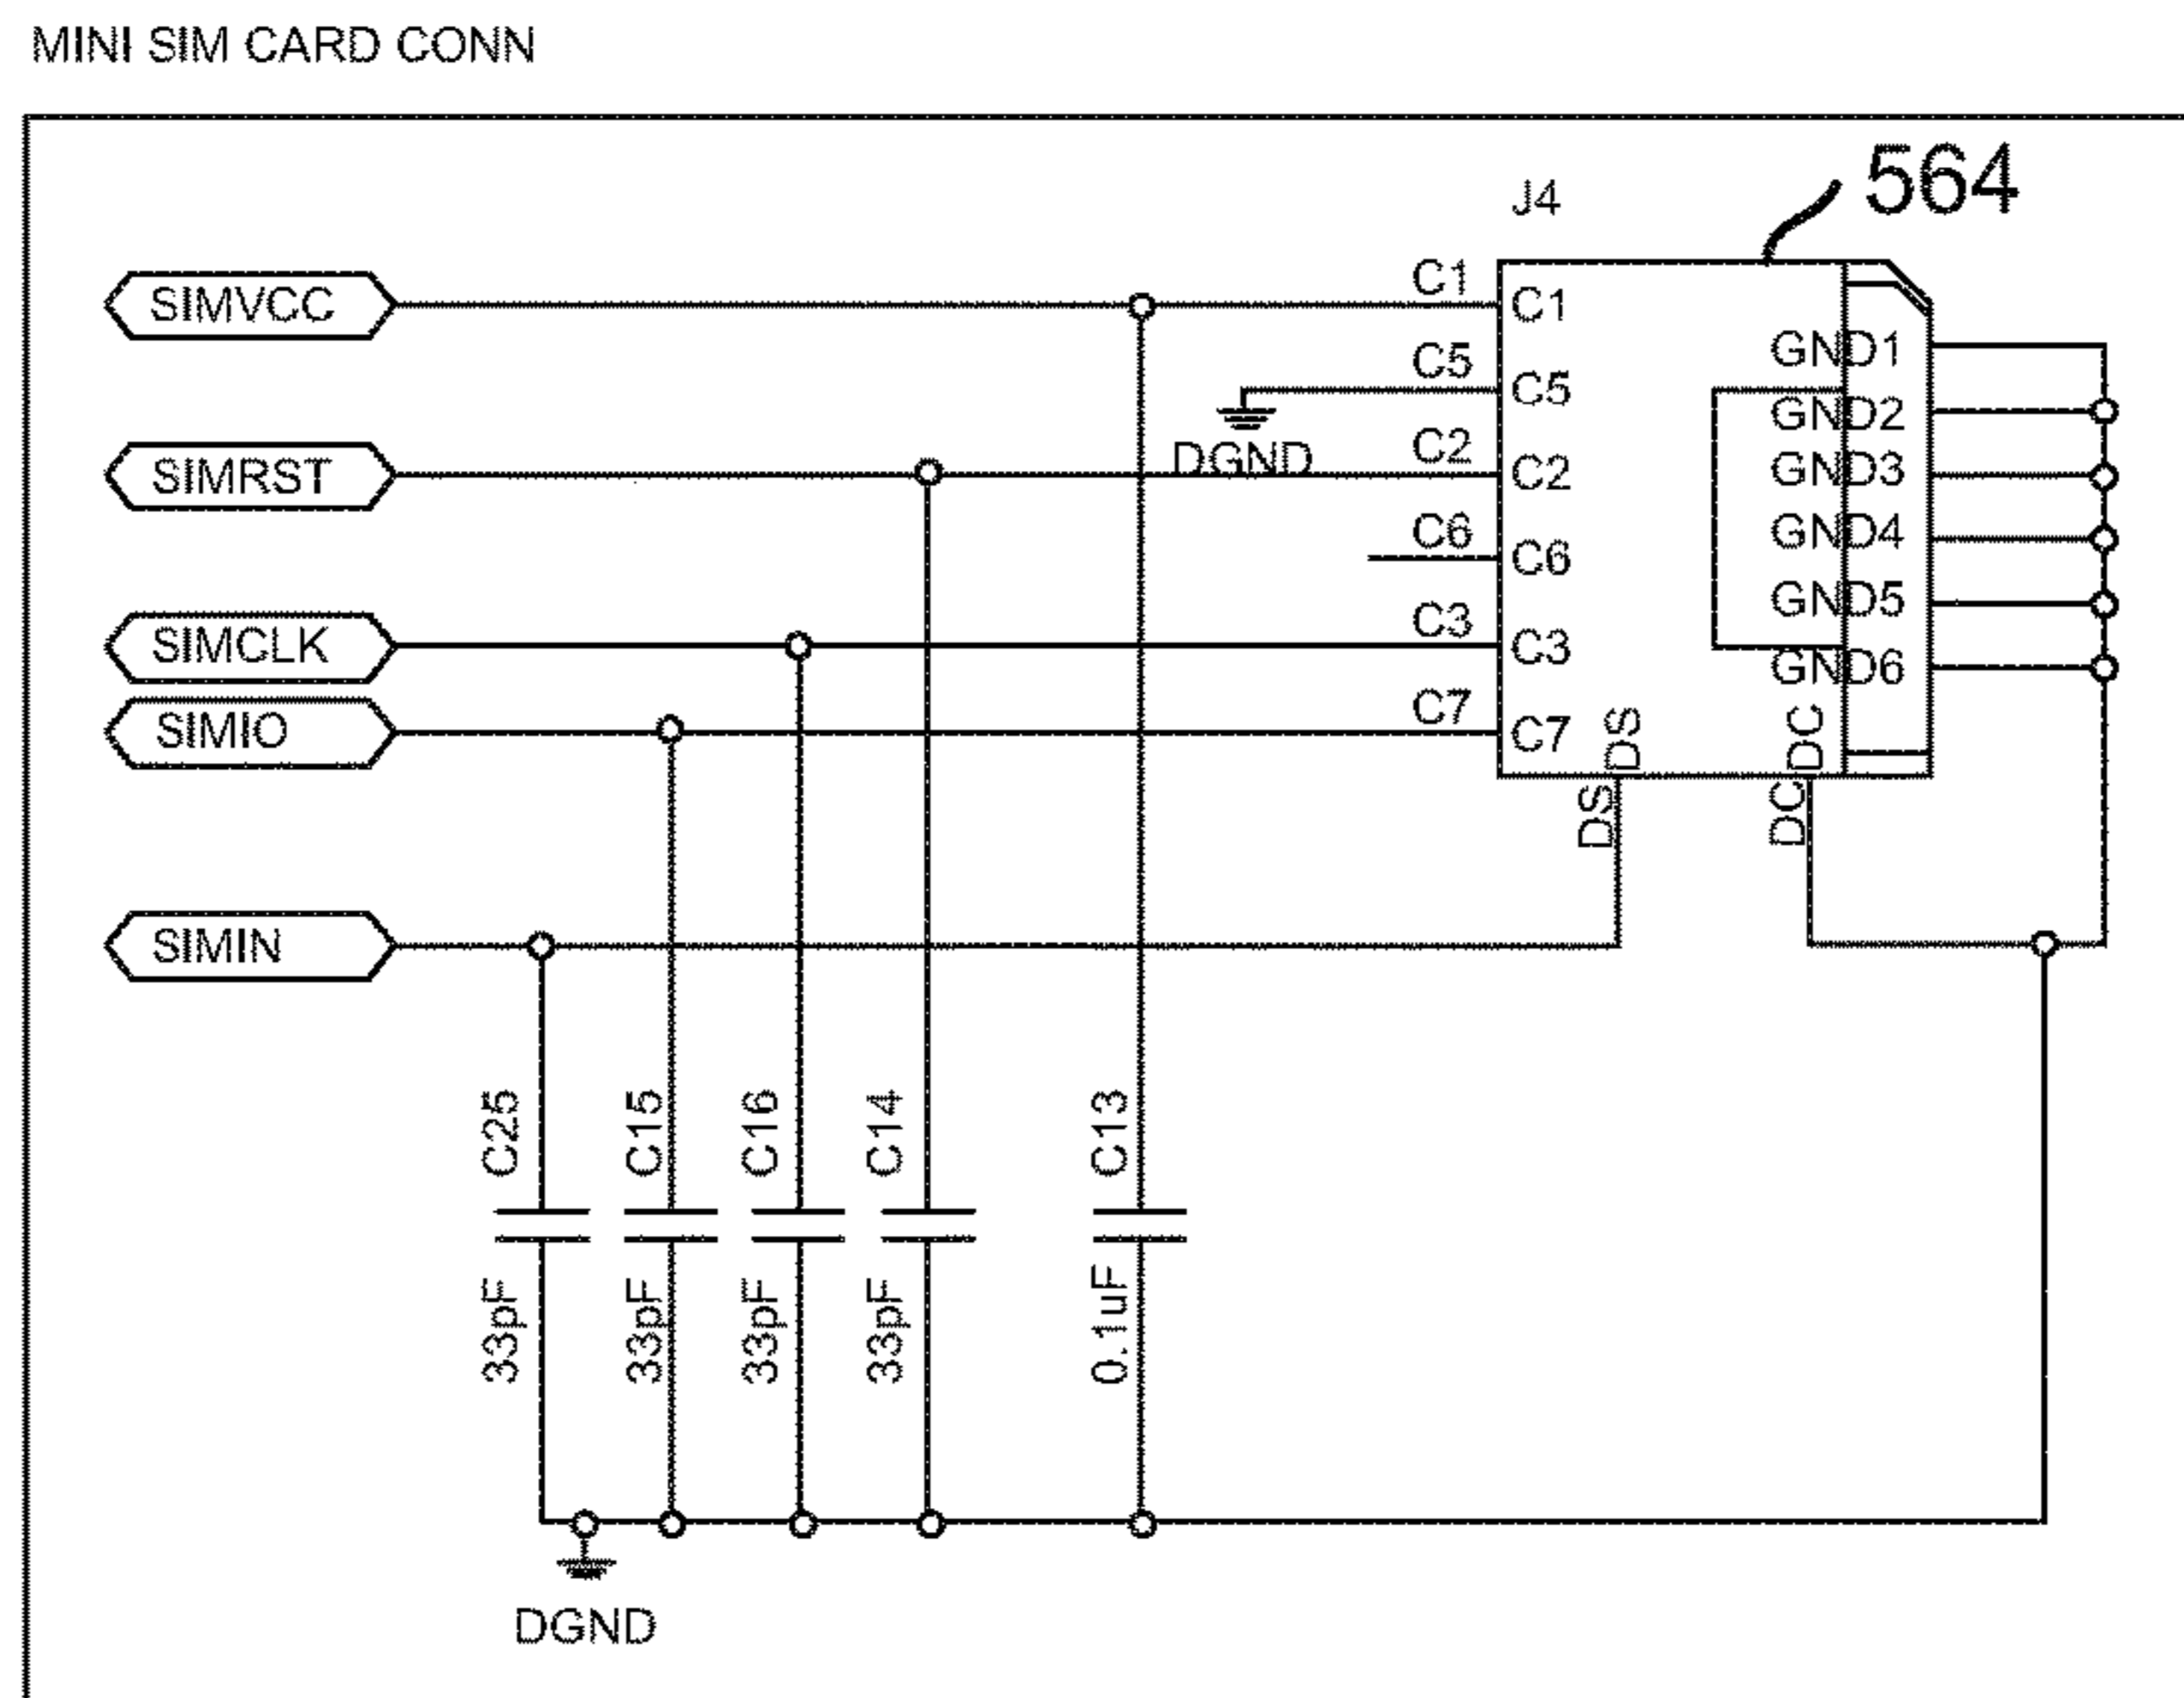 MINI SIM CARD CONN
564
J4
SIMVCC
C1
C1
GND1
C5
C5
GND2
DGND
SIMRST
C2
C2
GND3
C6
C6
GND4
SIMCLK
C3
C3
GND5
GND6
SIMIO
C7
C7
DS
DC
DS
DC
SIMIN
C25
C15
C16
C14
C13
33pF
33pF
33pF
33pF
0.1uF
DGND